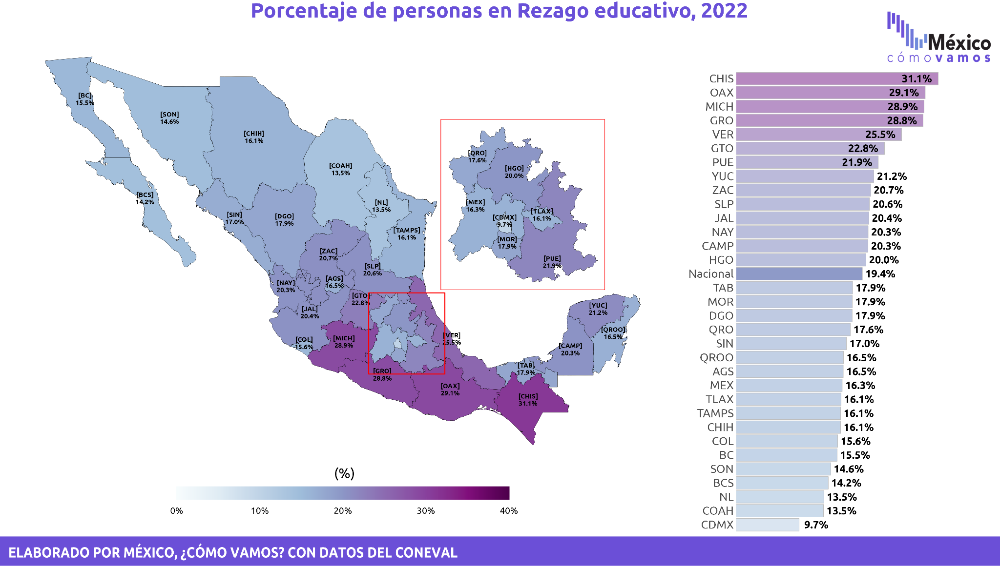 Porcentaje de personas en Rezago educativo, 2022
México
cómovamos
[BC]
15.5%
[SON]
14.6%
[CHIH]
16.1%
[COAH]
13.5%
[BCS]
14.2%
[SIN]
17.0%
[DGO]
17.9%
[NL]
13.5%
[TAMPS]
16.1%
[ZAC]
20.7%
[SLP]
20.6%
[AGS]
16.5%
[NAY]
20.3%
[GTO]
22.8%
[JAL]
20.4%
[COL]
15.6%
[MICH]
28.9%
[GRO]
28.8%
[VER]
25.5%
[OAX]
29.1%
[CHIS]
31.1%
[TAB]
17.9%
[CAMP]
20.3%
[YUC]
21.2%
[QROO]
16.5%
[QRO]
17.6%
[HGO]
20.0%
[MEX]
16.3%
[CDMX]
9.7%
[TLAX]
16.1%
[MOR]
17.9%
[PUE]
21.9%
(%)
0% 10% 20% 30% 40%
CHIS 31.1%
OAX 29.1%
MICH 28.9%
GRO 28.8%
VER 25.5%
GTO 22.8%
PUE 21.9%
YUC 21.2%
ZAC 20.7%
SLP 20.6%
JAL 20.4%
NAY 20.3%
CAMP 20.3%
HGO 20.0%
Nacional 19.4%
TAB 17.9%
MOR 17.9%
DGO 17.9%
QRO 17.6%
SIN 17.0%
QROO 16.5%
AGS 16.5%
MEX 16.3%
TLAX 16.1%
TAMPS 16.1%
CHIH 16.1%
COL 15.6%
BC 15.5%
SON 14.6%
BCS 14.2%
NL 13.5%
COAH 13.5%
CDMX 9.7%
ELABORADO POR MÉXICO, ¿CÓMO VAMOS? CON DATOS DEL CONEVAL